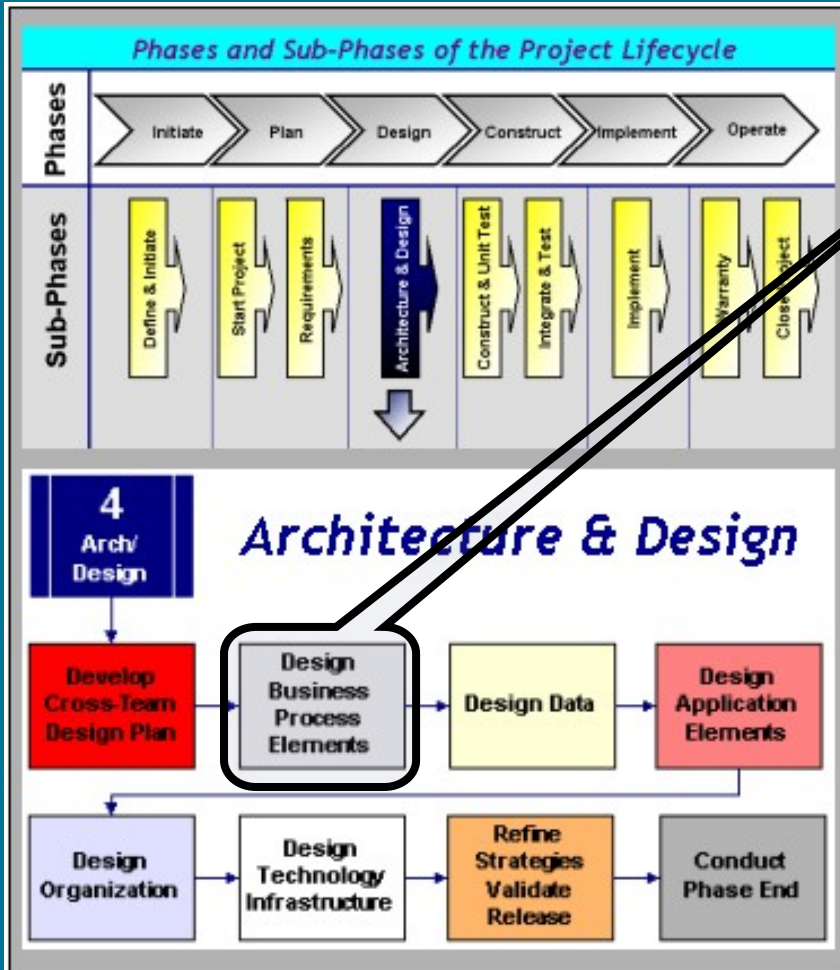 Phases and Sub-Phases of the Project Lifecycle
Phases
Initiate
Plan
Design
Construct
Implement
Operate
Sub-Phases
Define & Initiate
Start Project
Requirements
Architecture & Design
Construct & Unit Test
Integrate & Test
Implement
Warranty
Close Project
4
Arch/
Design
Architecture & Design
Develop
Cross-Team
Design Plan
Design
Business
Process
Elements
Design Data
Design
Application
Elements
Design
Organization
Design
Technology
Infrastructure
Refine
Strategies
Validate
Release
Conduct
Phase End